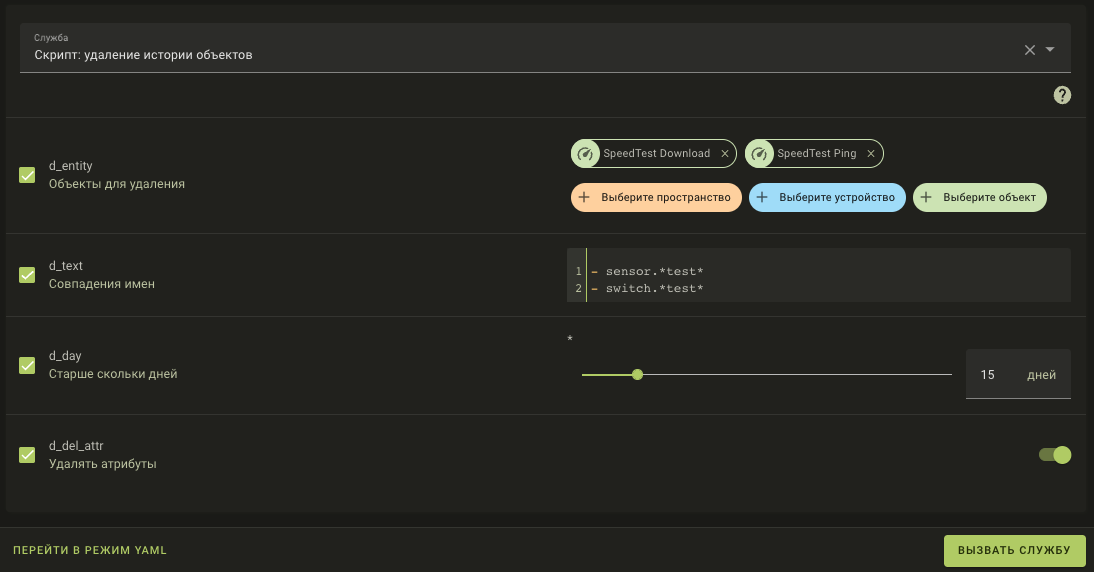 Служба
Скрипт: удаление истории объектов
?
d_entity
Объекты для удаления
SpeedTest Download
SpeedTest Ping
Выберите пространство
Выберите устройство
Выберите объект
d_text
Совпадения имен
1 - sensor.*test*
2 - switch.*test*
d_day
Старше скольки дней
*
15 дней
d_del_attr
Удалять атрибуты
ПЕРЕЙТИ В РЕЖИМ YAML
ВЫЗВАТЬ СЛУЖБУ